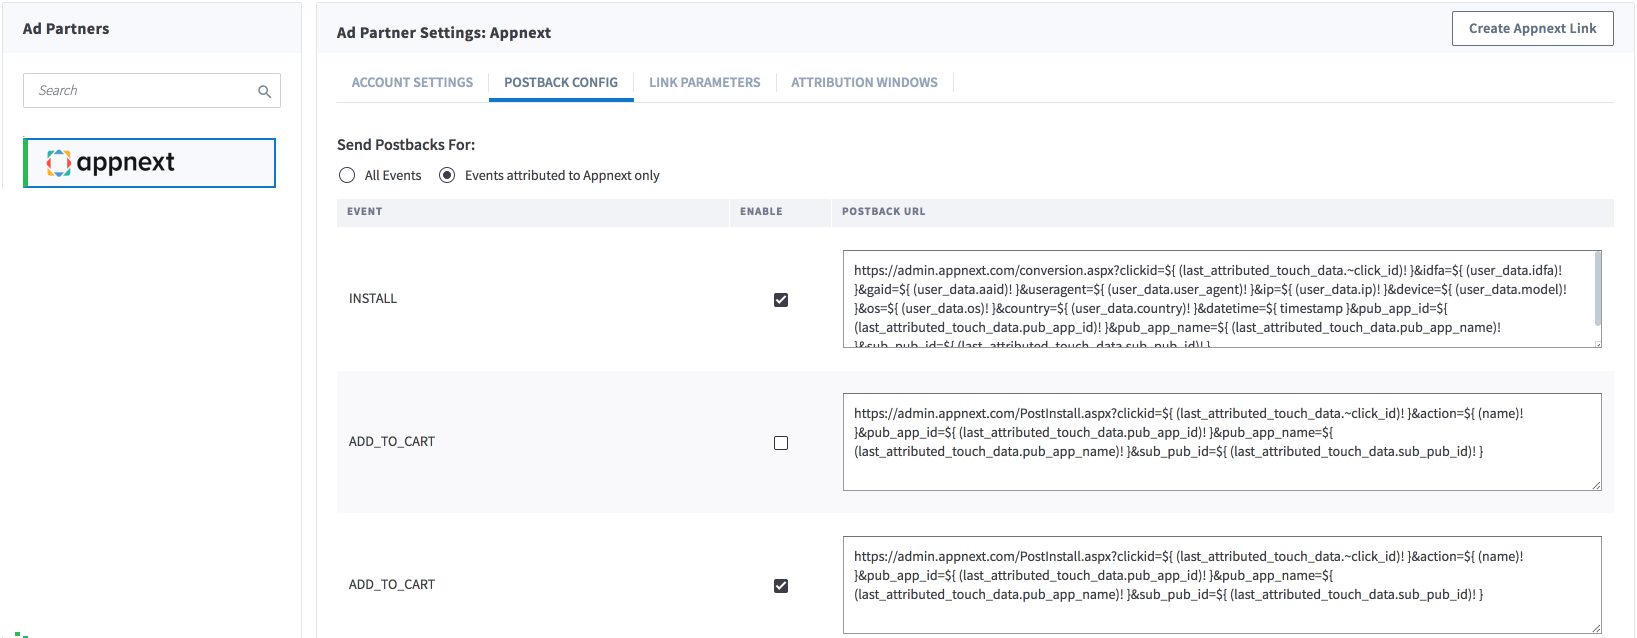 Ad Partners
Search
appnext
Ad Partner Settings: Appnext
Create Appnext Link
ACCOUNT SETTINGS
POSTBACK CONFIG
LINK PARAMETERS
ATTRIBUTION WINDOWS
Send Postbacks For:
All Events
Events attributed to Appnext only
EVENT
ENABLE
POSTBACK URL
INSTALL
https://admin.appnext.com/conversion.aspx?clickid=${ (last_attributed_touch_data.~click_id)! }&idfa=${ (user_data.idfa)!
}&gaid=${ (user_data.aaid)! }&useragent=${ (user_data.user_agent)! }&ip=${ (user_data.ip)! }&device=${ (user_data.model)!
}&os=${ (user_data.os)! }&country=${ (user_data.country)! }&datetime=${ timestamp }&pub_app_id=${
(last_attributed_touch_data.pub_app_id)! }&pub_app_name=${ (last_attributed_touch_data.pub_app_name)!
}&sub_pub_id=${ (last_attributed_touch_data.sub_pub_id)! }
ADD_TO_CART
https://admin.appnext.com/PostInstall.aspx?clickid=${ (last_attributed_touch_data.~click_id)! }&action=${ (name)!
}&pub_app_id=${ (last_attributed_touch_data.pub_app_id)! }&pub_app_name=${
(last_attributed_touch_data.pub_app_name)! }&sub_pub_id=${ (last_attributed_touch_data.sub_pub_id)! }
ADD_TO_CART
https://admin.appnext.com/PostInstall.aspx?clickid=${ (last_attributed_touch_data.~click_id)! }&action=${ (name)!
}&pub_app_id=${ (last_attributed_touch_data.pub_app_id)! }&pub_app_name=${
(last_attributed_touch_data.pub_app_name)! }&sub_pub_id=${ (last_attributed_touch_data.sub_pub_id)! }